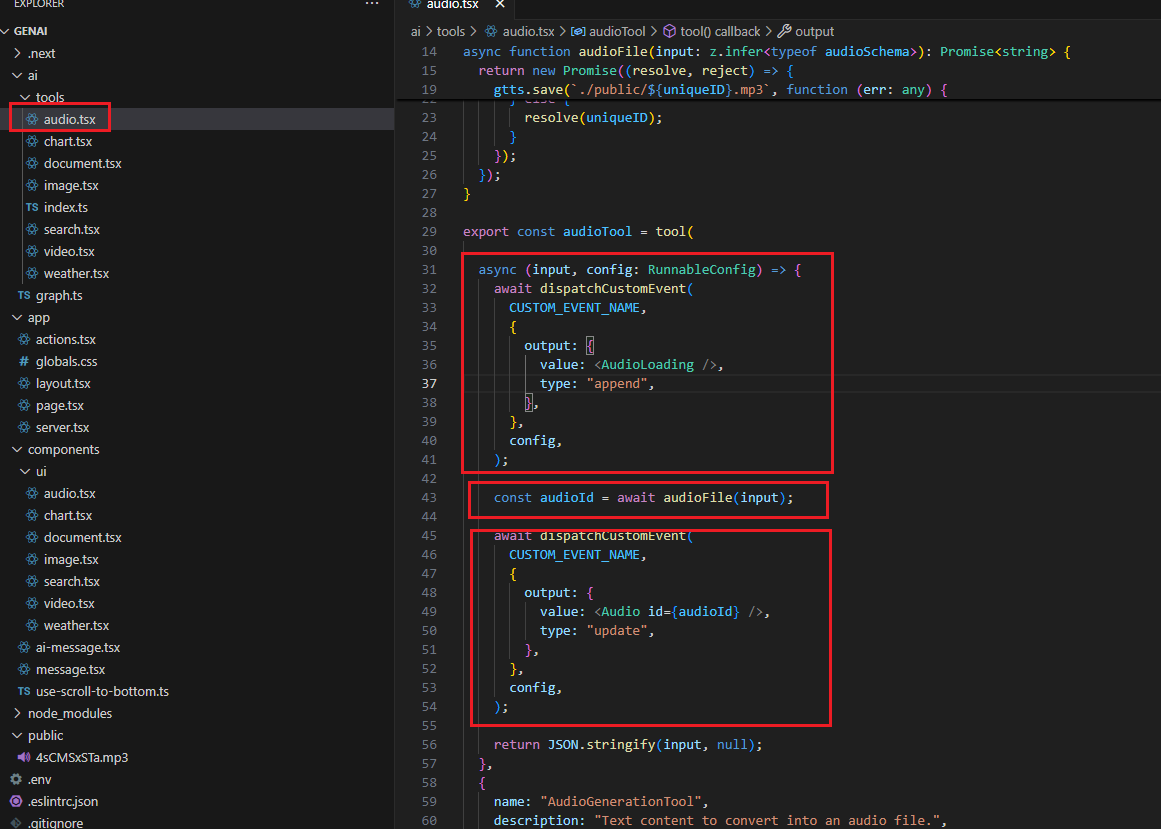 EXPLORER
···
GENAI
.next
ai
tools
audio.tsx
chart.tsx
document.tsx
image.tsx
TS index.ts
search.tsx
video.tsx
weather.tsx
TS graph.ts
app
actions.tsx
# globals.css
layout.tsx
page.tsx
server.tsx
components
ui
audio.tsx
chart.tsx
document.tsx
image.tsx
search.tsx
video.tsx
weather.tsx
ai-message.tsx
message.tsx
TS use-scroll-to-bottom.ts
node_modules
public
4sCMSxSTa.mp3
.env
.eslintrc.json
.gitignore
audio.tsx ×
ai > tools > audio.tsx > audioTool > tool() callback > output
14 async function audioFile(input: z.infer<typeof audioSchema>): Promise<string> {
15 return new Promise((resolve, reject) => {
19 gtts.save(`./public/${uniqueID}.mp3`, function (err: any) {
22 } else {
23 resolve(uniqueID);
24 }
25 });
26 });
27 }
28
29 export const audioTool = tool(
30
31 async (input, config: RunnableConfig) => {
32 await dispatchCustomEvent(
33 CUSTOM_EVENT_NAME,
34 {
35 output: {
36 value: <AudioLoading />,
37 type: "append",
38 },
39 },
40 config,
41 );
42
43 const audioId = await audioFile(input);
44
45 await dispatchCustomEvent(
46 CUSTOM_EVENT_NAME,
47 {
48 output: {
49 value: <Audio id={audioId} />,
50 type: "update",
51 },
52 },
53 config,
54 );
55
56 return JSON.stringify(input, null);
57 },
58 {
59 name: "AudioGenerationTool",
60 description: "Text content to convert into an audio file.",